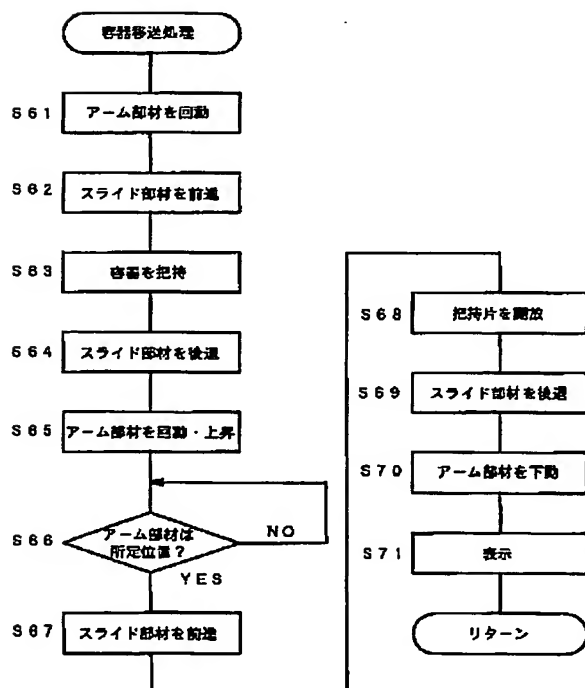 容器移送処理
S61 アーム部材を回動
S62 スライド部材を前進
S63 容器を把持
S64 スライド部材を後退
S65 アーム部材を回動・上昇
S66 アーム部材は
所定位置?
NO
YES
S67 スライド部材を前進
S68 把持片を開放
S69 スライド部材を後退
S70 アーム部材を下動
S71 表示
リターン